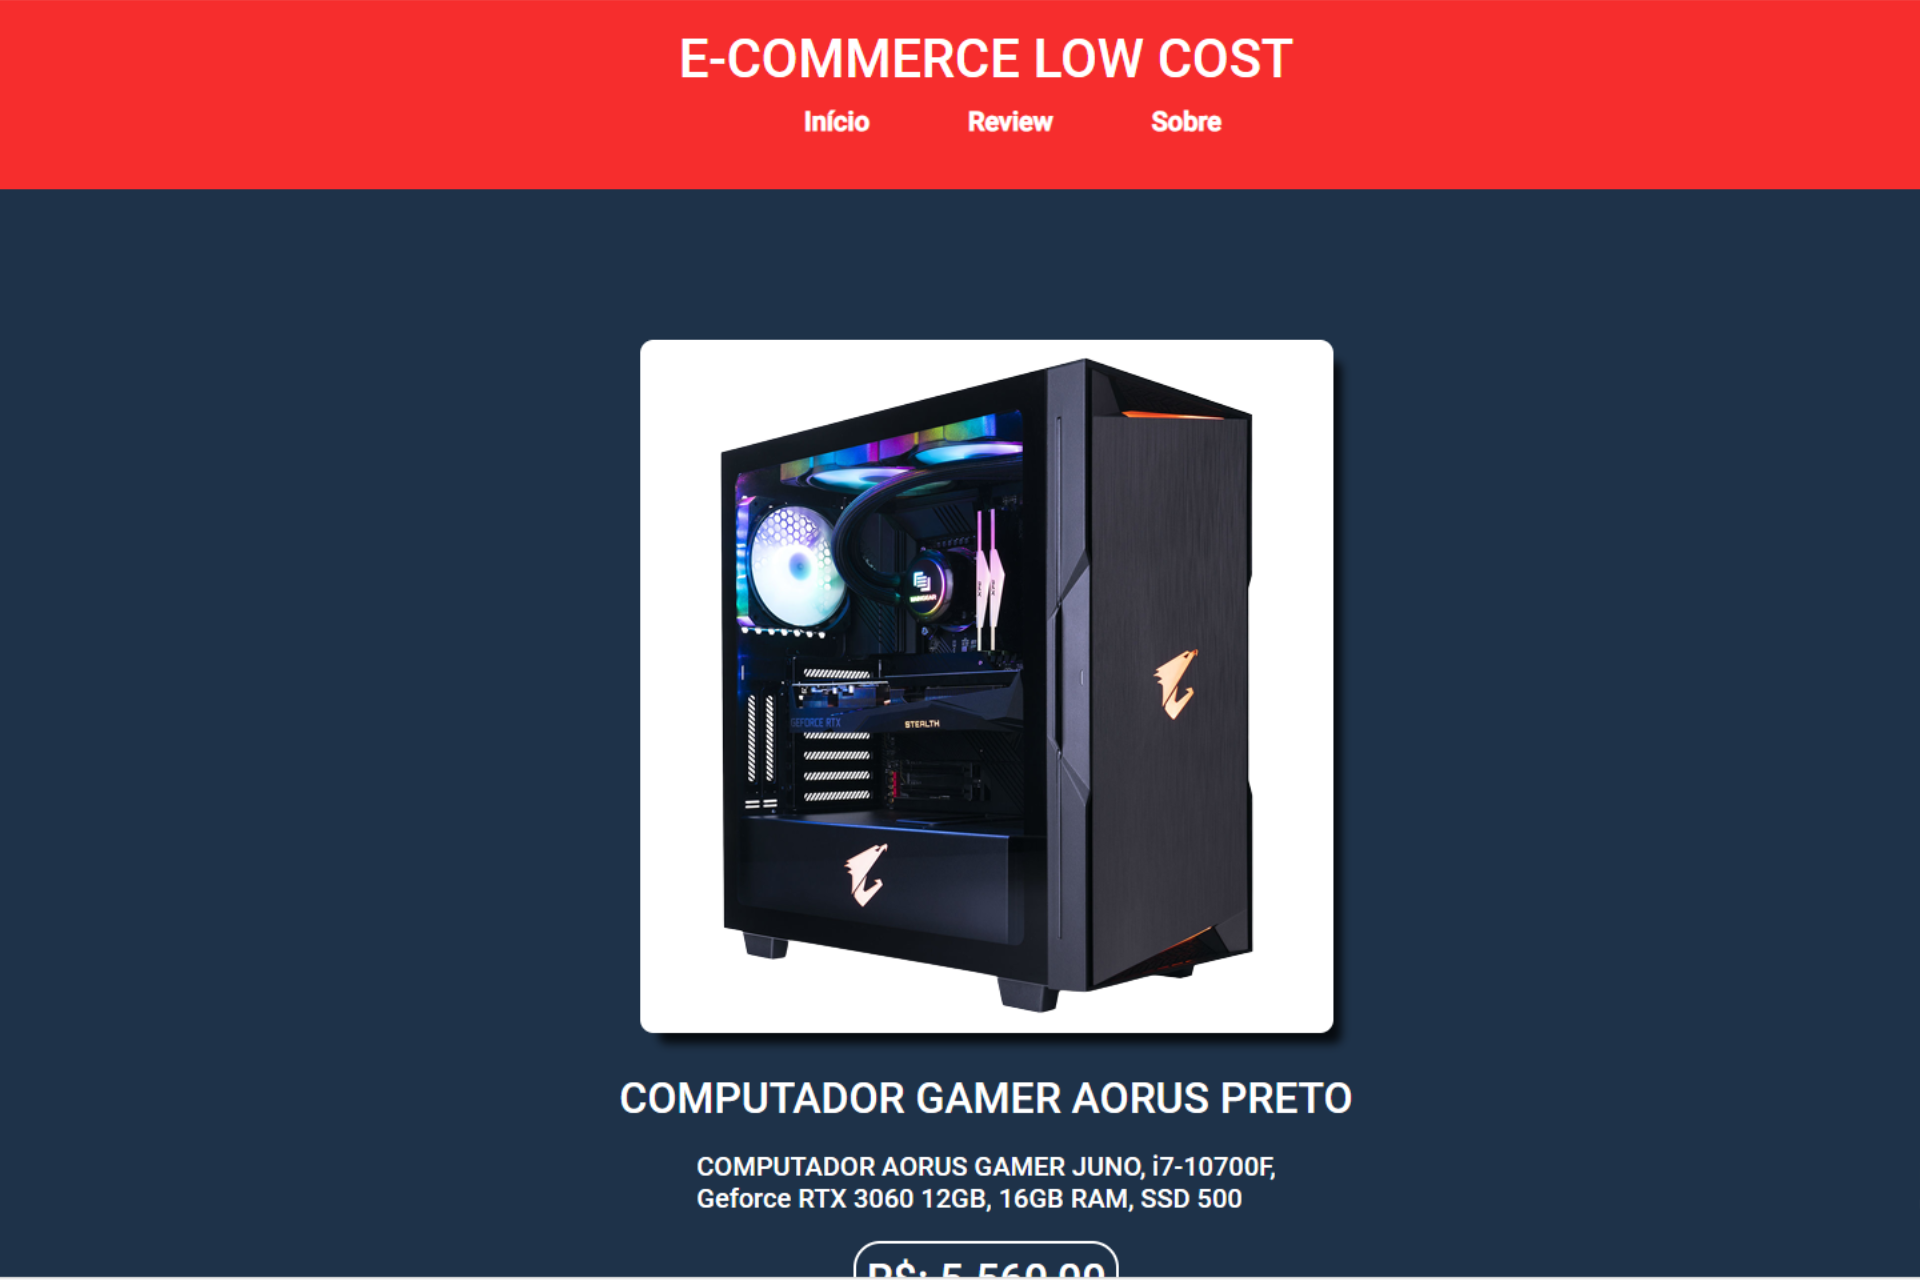 E-COMMERCE LOW COST
Início Review Sobre
GEFORCE RTX
STEALTH
COMPUTADOR GAMER AORUS PRETO
COMPUTADOR AORUS GAMER JUNO, i7-10700F,
Geforce RTX 3060 12GB, 16GB RAM, SSD 500